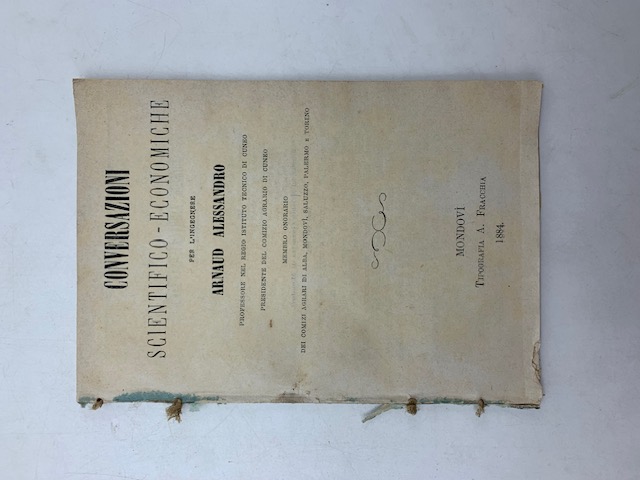 CONVERSAZIONI
SCIENTIFICO - ECONOMICHE
PER L'INGEGNERE
ARNAUD ALESSANDRO
PROFESSORE NEL REGIO ISTITUTO TECNICO DI CUNEO
PRESIDENTE DEL COMIZIO AGRARIO DI CUNEO
MEMBRO ONORARIO
DEI COMIZI AGRARI DI ALBA, MONDOVÌ, SALUZZO, PALERMO E TORINO
MONDOVÌ
TIPOGRAFIA A. FRACCHIA
1884.